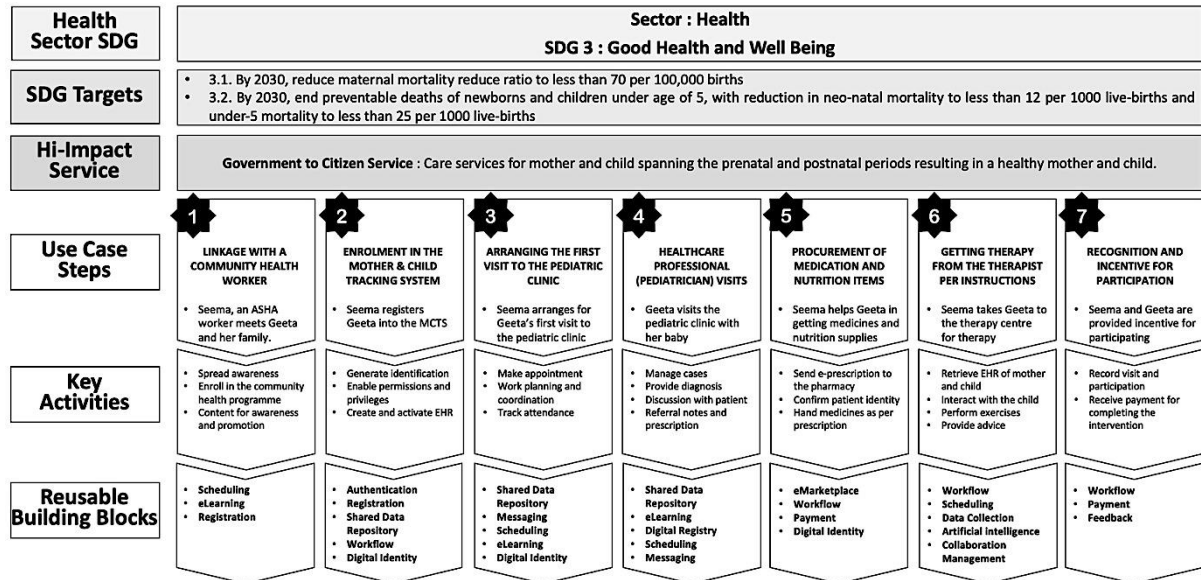 Health
Sector SDG
Sector : Health
SDG 3 : Good Health and Well Being
SDG Targets
• 3.1. By 2030, reduce maternal mortality reduce ratio to less than 70 per 100,000 births
• 3.2. By 2030, end preventable deaths of newborns and children under age of 5, with reduction in neo-natal mortality to less than 12 per 1000 live-births and
under-5 mortality to less than 25 per 1000 live-births
Hi-Impact
Service
Government to Citizen Service : Care services for mother and child spanning the prenatal and postnatal periods resulting in a healthy mother and child.
Use Case
Steps
1
LINKAGE WITH A
COMMUNITY HEALTH
WORKER
• Seema, an ASHA
worker meets Geeta
and her family.
2
ENROLMENT IN THE
MOTHER & CHILD
TRACKING SYSTEM
• Seema registers
Geeta into the MCTS
3
ARRANGING THE FIRST
VISIT TO THE PEDIATRIC
CLINIC
• Seema arranges for
Geeta's first visit to
the pediatric clinic
4
HEALTHCARE
PROFESSIONAL
(PEDIATRICIAN) VISITS
• Geeta visits the
pediatric clinic with
her baby
5
PROCUREMENT OF
MEDICATION AND
NUTRITION ITEMS
• Seema helps Geeta in
getting medicines and
nutrition supplies
6
GETTING THERAPY
FROM THE THERAPIST
PER INSTRUCTIONS
• Seema takes Geeta to
the therapy centre
for therapy
7
RECOGNITION AND
INCENTIVE FOR
PARTICIPATION
• Seema and Geeta are
provided incentive for
participating
Key
Activities
• Spread awareness
• Enroll in the community
health programme
• Content for awareness
and promotion
• Generate identification
• Enable permissions and
privileges
• Create and activate EHR
• Make appointment
• Work planning and
coordination
• Track attendance
• Manage cases
• Provide diagnosis
• Discussion with patient
• Referral notes and
prescription
• Send e-prescription to
the pharmacy
• Confirm patient identity
• Hand medicines as per
prescription
• Retrieve EHR of mother
and child
• Interact with the child
• Perform exercises
• Provide advice
• Record visit and
participation
• Receive payment for
completing the
intervention
Reusable
Building Blocks
• Scheduling
• eLearning
• Registration
• Authentication
• Registration
• Shared Data
Repository
• Workflow
• Digital Identity
• Shared Data
Repository
• Messaging
• Scheduling
• eLearning
• Digital Identity
• Shared Data
Repository
• eLearning
• Digital Registry
• Scheduling
• Messaging
• eMarketplace
• Workflow
• Payment
• Digital Identity
• Workflow
• Scheduling
• Data Collection
• Artificial intelligence
• Collaboration
Management
• Workflow
• Payment
• Feedback